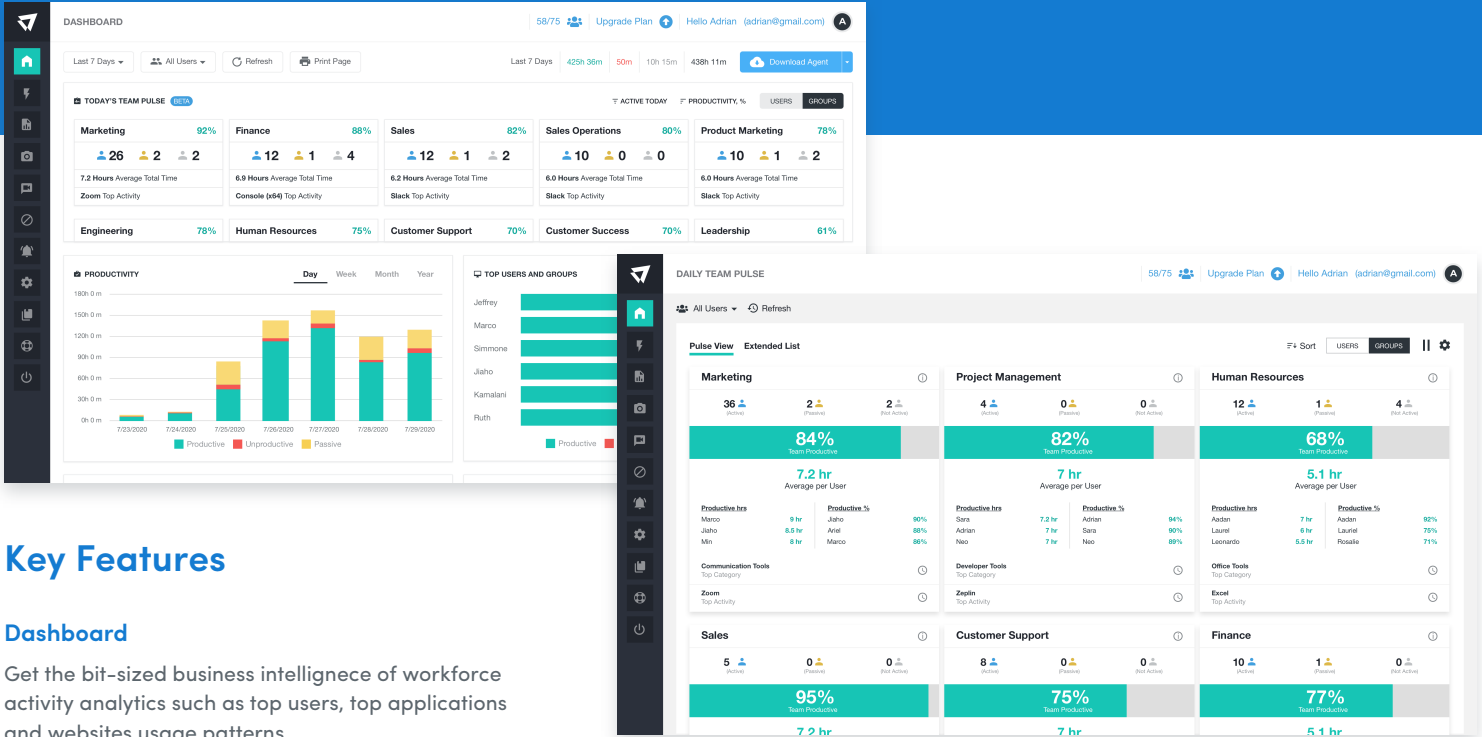 DASHBOARD
58/75 Upgrade Plan Hello Adrian (adrian@gmail.com) A
Last 7 Days All Users Refresh Print Page Last 7 Days 425h 36m 50m 10h 15m 438h 11m Download Agent
TODAY'S TEAM PULSE BETA ACTIVE TODAY PRODUCTIVITY, % USERS GROUPS
Marketing 92% Finance 88% Sales 82% Sales Operations 80% Product Marketing 78%
26 2 2 12 1 4 12 1 2 10 0 0 10 1 2
7.2 Hours Average Total Time 6.9 Hours Average Total Time 6.2 Hours Average Total Time 6.0 Hours Average Total Time 6.0 Hours Average Total Time
Zoom Top Activity Console (x64) Top Activity Slack Top Activity Slack Top Activity Slack Top Activity
Engineering 78% Human Resources 75% Customer Support 70% Customer Success 70% Leadership 61%
PRODUCTIVITY Day Week Month Year
180h 0 m
150h 0 m
120h 0 m
90h 0 m
60h 0 m
30h 0 m
0h 0 m
7/23/2020 7/24/2020 7/25/2020 7/26/2020 7/27/2020 7/28/2020 7/29/2020
Productive Unproductive Passive
TOP USERS AND GROUPS
Jeffrey
Marco
Simmone
Jiaho
Kamalani
Ruth
Productive
DAILY TEAM PULSE
58/75 Upgrade Plan Hello Adrian (adrian@gmail.com) A
All Users Refresh
Pulse View Extended List Sort USERS GROUPS
Marketing Project Management Human Resources
36 2 2 4 0 0 12 1 4
(Active) (Passive) (Not Active) (Active) (Passive) (Not Active) (Active) (Passive) (Not Active)
84% 82% 68%
Team Productive Team Productive Team Productive
7.2 hr 7 hr 5.1 hr
Average per User Average per User Average per User
Productive hrs Productive % Productive hrs Productive % Productive hrs Productive %
Marco 9 hr Jiaho 90% Sara 7.2 hr Adrian 94% Aadan 7 hr Aadan 92%
Jiaho 8.5 hr Ariel 88% Adrian 7 hr Sara 90% Laurel 6 hr Lauriel 75%
Min 8 hr Marco 86% Neo 7 hr Neo 89% Leonardo 5.5 hr Rosalie 71%
Communication Tools Developer Tools Office Tools
Top Category Top Category Top Category
Zoom Zeplin Excel
Top Activity Top Activity Top Activity
Sales Customer Support Finance
5 0 0 8 0 0 10 1 0
(Active) (Passive) (Not Active) (Active) (Passive) (Not Active) (Active) (Passive) (Not Active)
95% 75% 77%
Team Productive Team Productive Team Productive
7.2 hr 7 hr 5.1 hr
Key Features
Dashboard
Get the bit-sized business intellignece of workforce
activity analytics such as top users, top applications
and websites usage patterns